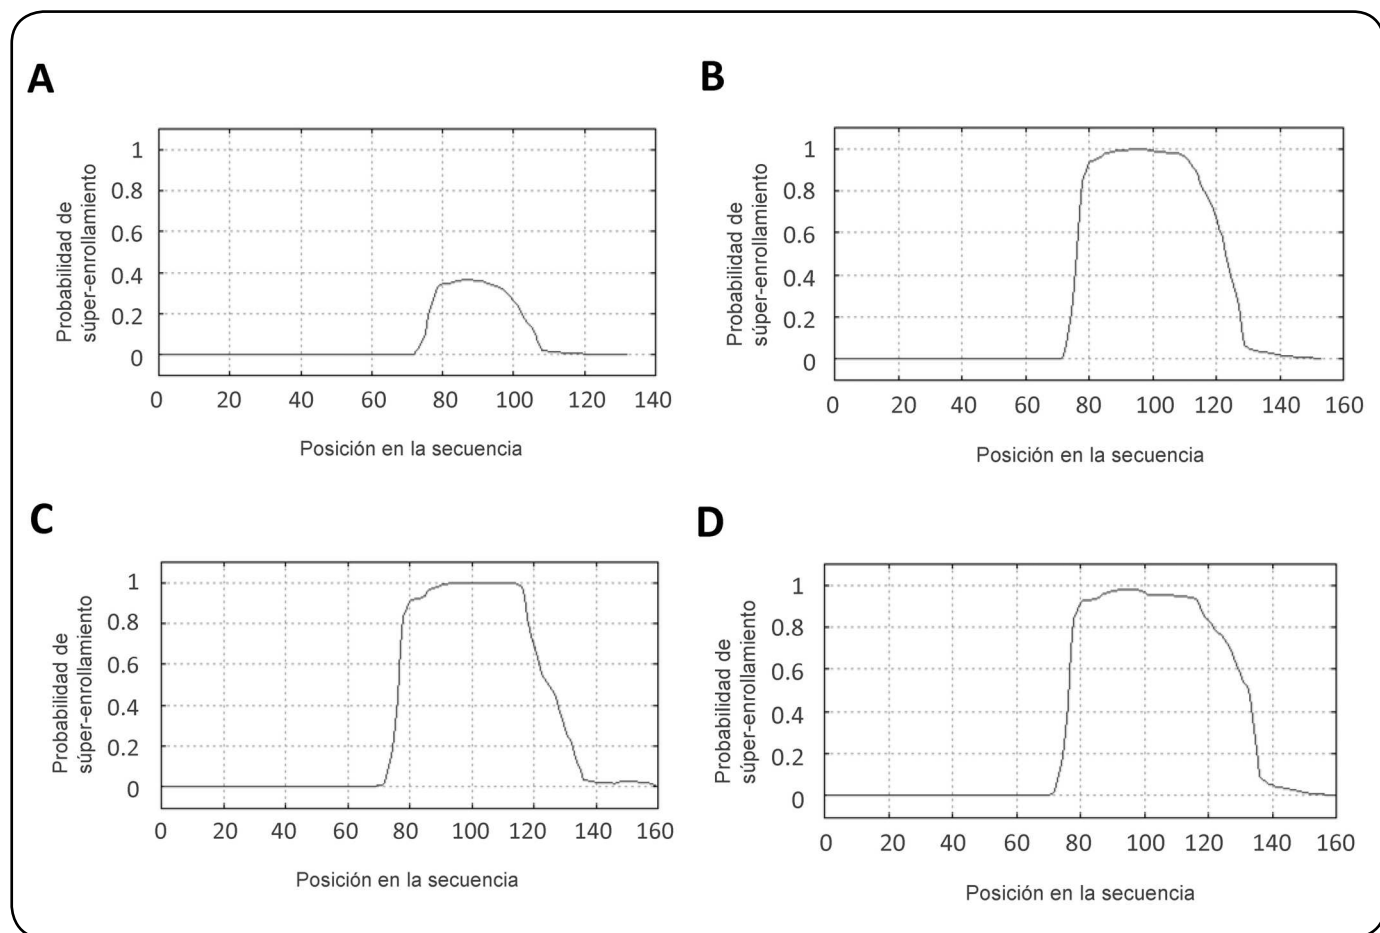 A
Probabilidad de
súper-enrollamiento
1
0.8
0.6
0.4
0.2
0
0 20 40 60 80 100 120 140
Posición en la secuencia
B
Probabilidad de
súper-enrollamiento
1
0.8
0.6
0.4
0.2
0
0 20 40 60 80 100 120 140 160
Posición en la secuencia
C
Probabilidad de
súper-enrollamiento
1
0.8
0.6
0.4
0.2
0
0 20 40 60 80 100 120 140 160
Posición en la secuencia
D
Probabilidad de
súper-enrollamiento
1
0.8
0.6
0.4
0.2
0
0 20 40 60 80 100 120 140 160
Posición en la secuencia